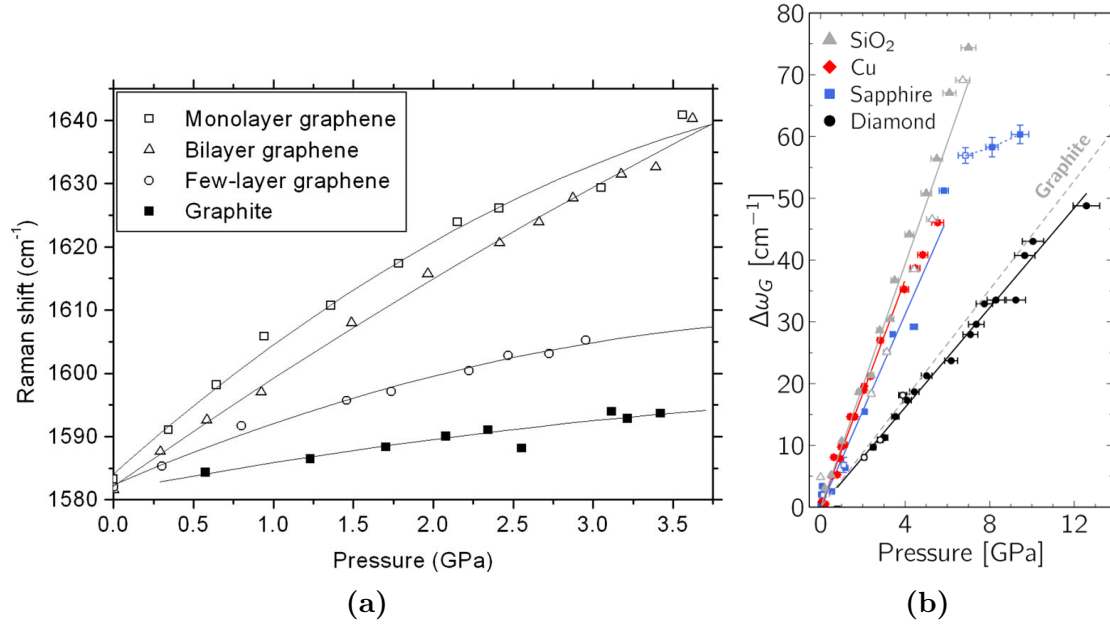 Raman shift (cm⁻¹)
1640
1630
1620
1610
1600
1590
1580
Monolayer graphene
Bilayer graphene
Few-layer graphene
Graphite
0.0
0.5
1.0
1.5
2.0
2.5
3.0
3.5
Pressure (GPa)
(a)
Δω_G [cm⁻¹]
80
70
60
50
40
30
20
10
0
SiO₂
Cu
Sapphire
Diamond
Graphite
0
4
8
12
Pressure [GPa]
(b)